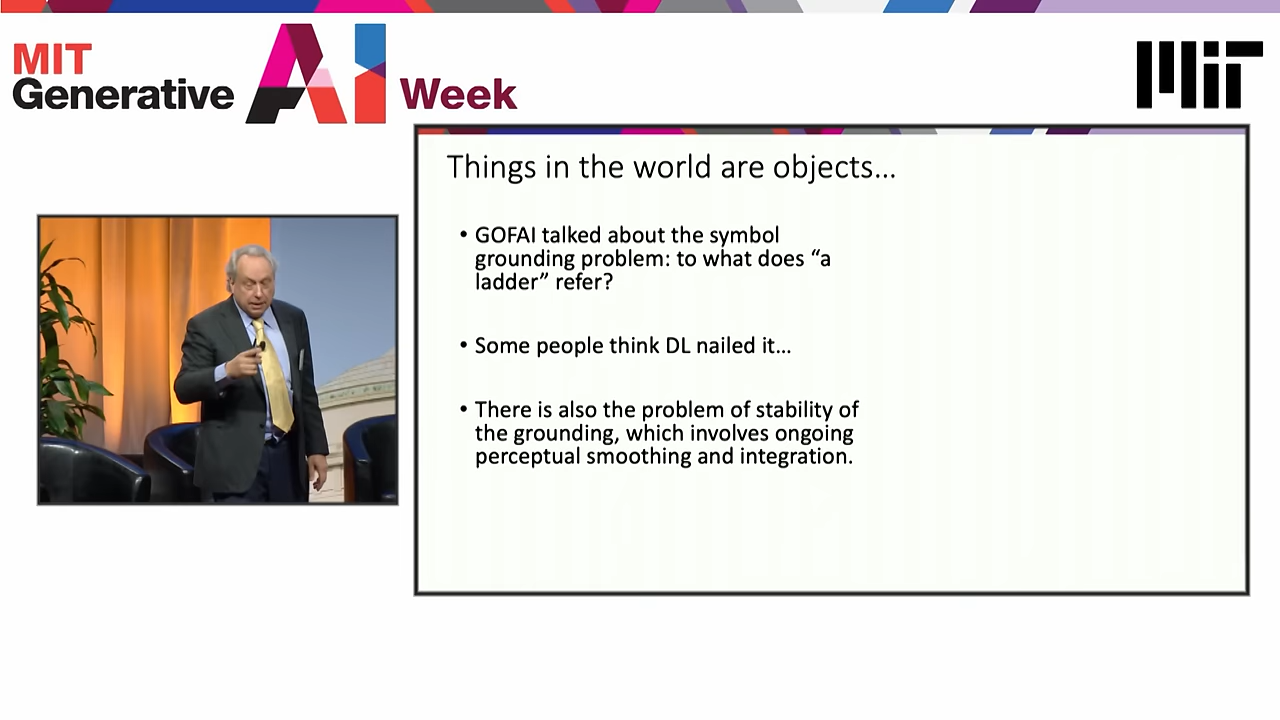 MIT
Generative
AI
Week
MIT
Things in the world are objects...
• GOFAI talked about the symbol
grounding problem: to what does “a
ladder” refer?
• Some people think DL nailed it...
• There is also the problem of stability of
the grounding, which involves ongoing
perceptual smoothing and integration.